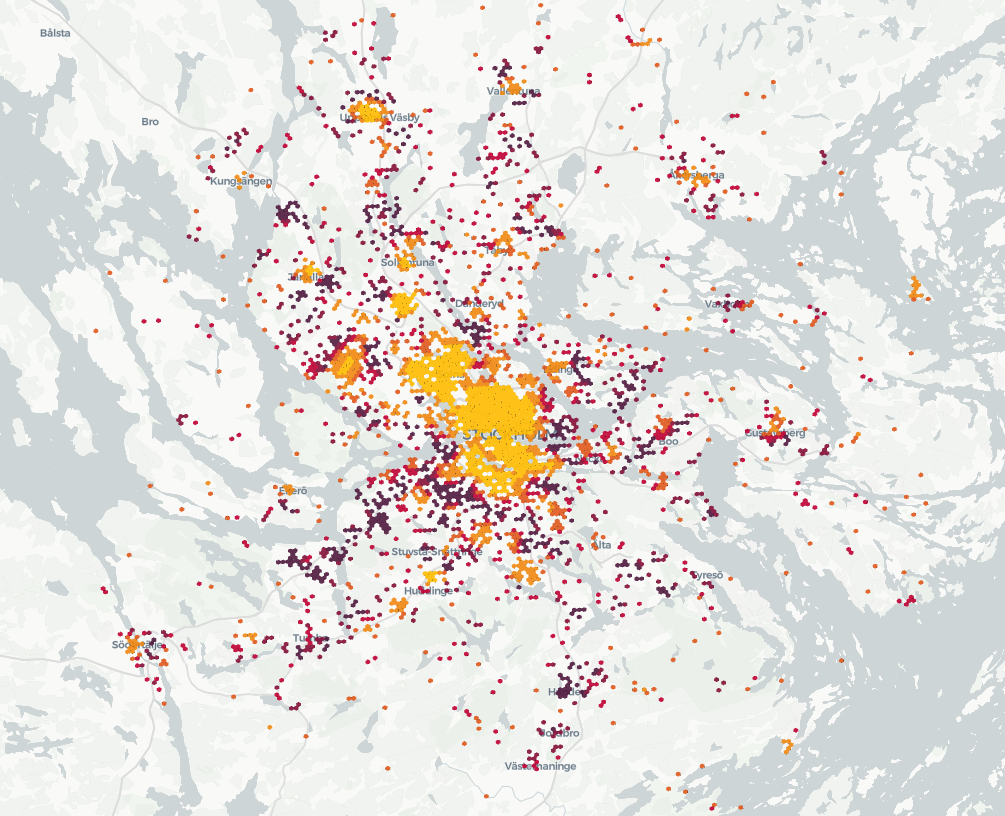 Bålsta
Vallentuna
Bro
Upplands Väsby
Kungsängen
Åkersberga
Täby
Sollentuna
Järfälla
Danderyd
Vaxholm
Lidingö
STOCKHOLM
Boo
Gustavsberg
Ekerö
Älta
Stuvsta-Snättringe
Tyresö
Huddinge
Tumba
Södertälje
Handen
Jordbro
Västerhaninge